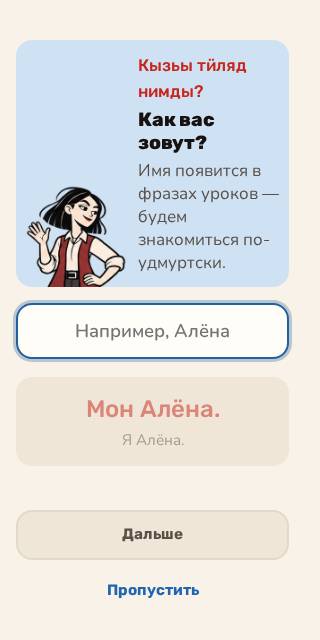 Кызьы тӥляд
нимды?
Как вас
зовут?
Имя появится в
фразах уроков —
будем
знакомиться по-
удмуртски.
Например, Алёна
Мон Алёна.
Я Алёна.
Дальше
Пропустить